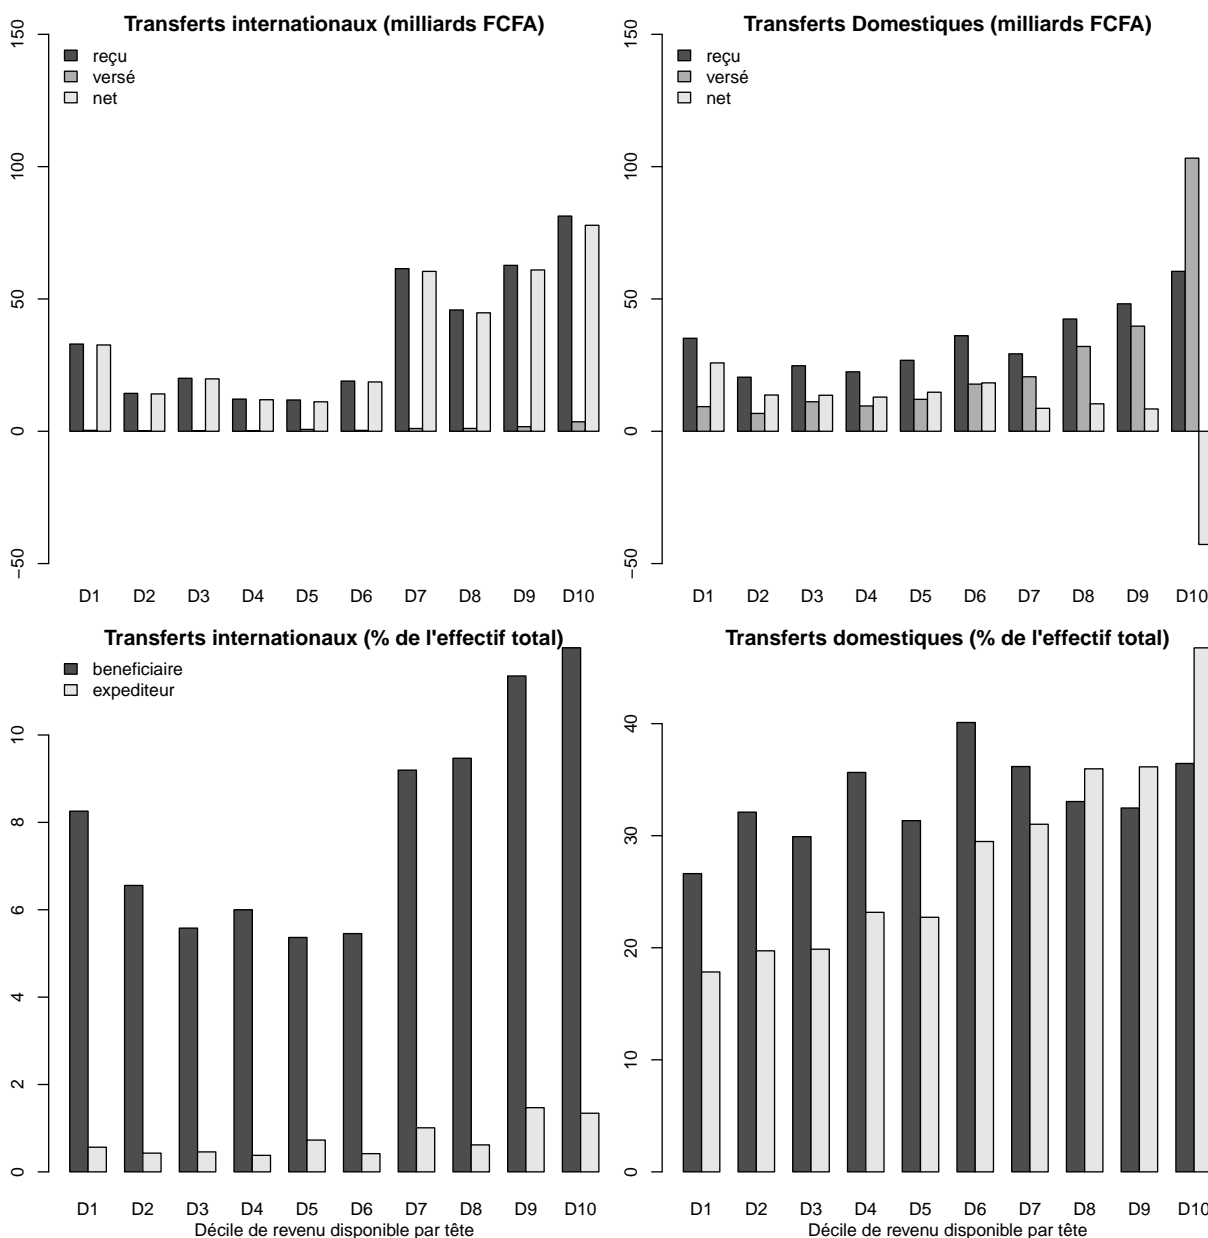 Transferts internationaux (milliards FCFA)
reçu
versé
net
150
100
50
0
−50
D1 D2 D3 D4 D5 D6 D7 D8 D9 D10
Transferts Domestiques (milliards FCFA)
reçu
versé
net
150
100
50
0
−50
D1 D2 D3 D4 D5 D6 D7 D8 D9 D10
Transferts internationaux (% de l'effectif total)
beneficiaire
expediteur
10
8
6
4
2
0
D1 D2 D3 D4 D5 D6 D7 D8 D9 D10
Décile de revenu disponible par tête
Transferts domestiques (% de l'effectif total)
40
30
20
10
0
D1 D2 D3 D4 D5 D6 D7 D8 D9 D10
Décile de revenu disponible par tête